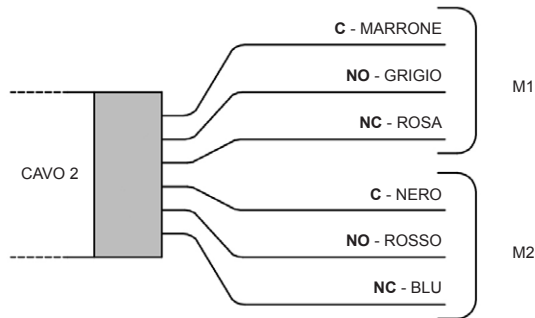 C - MARRONE
NO - GRIGIO
M1
NC - ROSA
CAVO 2
C - NERO
NO - ROSSO
M2
NC - BLU